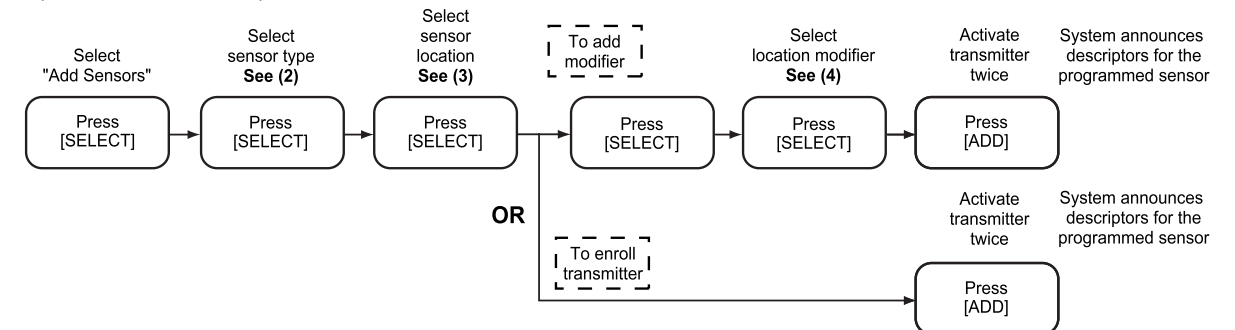 Select
"Add Sensors"
Press
[SELECT]
Select
sensor type
See (2)
Press
[SELECT]
Select
sensor
location
See (3)
Press
[SELECT]
To add
modifier
Press
[SELECT]
Select
location modifier
See (4)
Press
[SELECT]
Activate
transmitter
twice
Press
[ADD]
System announces
descriptors for the
programmed sensor
OR
To enroll
transmitter
Activate
transmitter
twice
Press
[ADD]
System announces
descriptors for the
programmed sensor